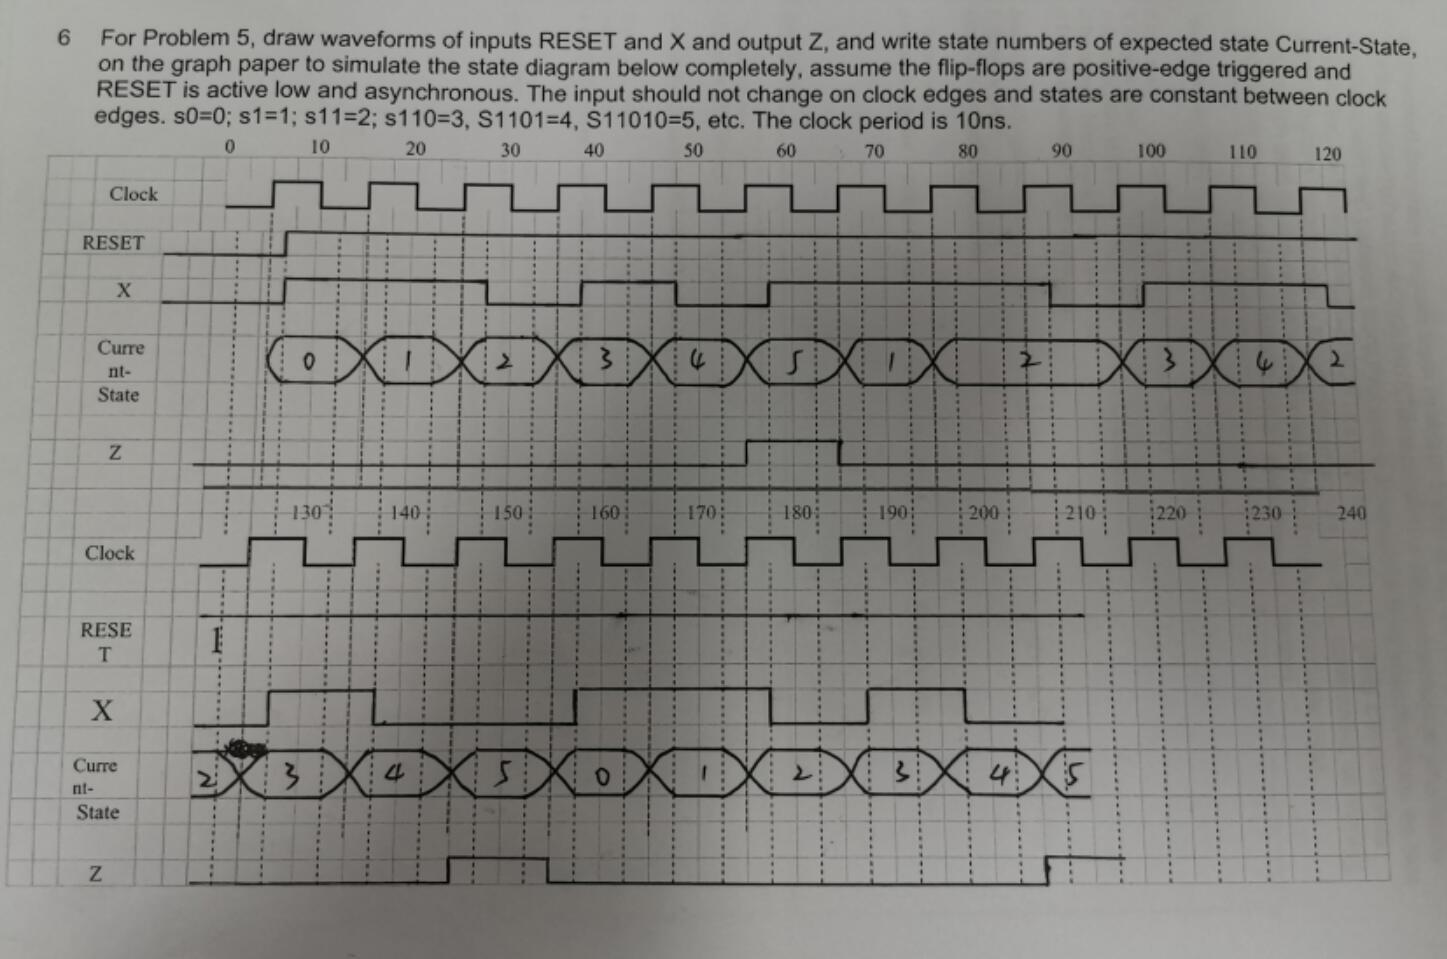 6 For Problem 5, draw waveforms of inputs RESET and X and output Z, and write state numbers of expected state Current-State,
on the graph paper to simulate the state diagram below completely, assume the flip-flops are positive-edge triggered and
RESET is active low and asynchronous. The input should not change on clock edges and states are constant between clock
edges. s0=0; s1=1; s11=2; s110=3, S1101=4, S11010=5, etc. The clock period is 10ns.
0 10 20 30 40 50 60 70 80 90 100 110 120
Clock
RESET
X
Curre
nt-
State
0 1 2 3 4 5 1 2 3 4 2
Z
130 140 150 160 170 180 190 200 210 220 230 240
Clock
RESE
T
1
X
Curre
nt-
State
2 3 4 5 0 1 2 3 4 5
Z